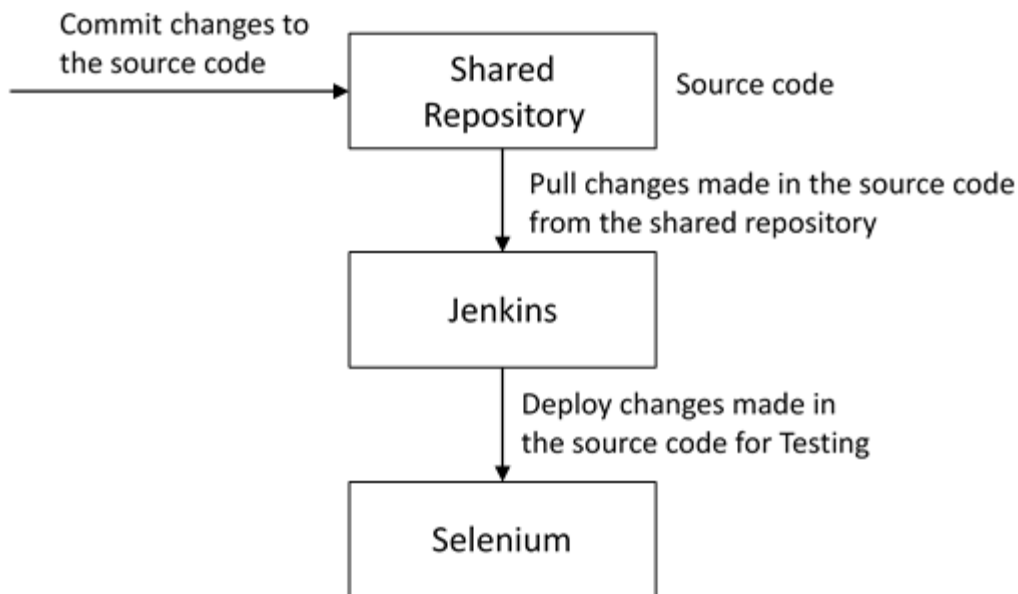 Commit changes to
the source code
Shared
Repository
Source code
Pull changes made in the source code
from the shared repository
Jenkins
Deploy changes made in
the source code for Testing
Selenium